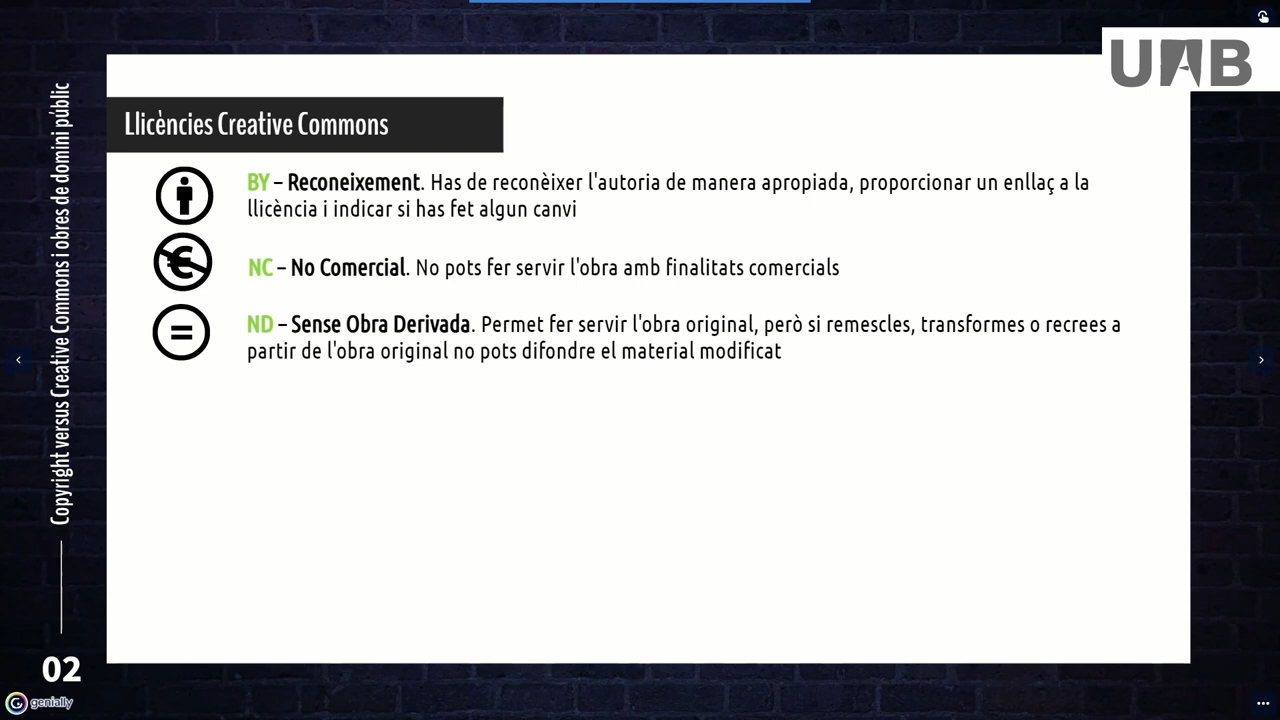 UAB
Llicències Creative Commons
BY – Reconeixement. Has de reconèixer l'autoria de manera apropiada, proporcionar un enllaç a la
llicència i indicar si has fet algun canvi
NC – No Comercial. No pots fer servir l'obra amb finalitats comercials
ND – Sense Obra Derivada. Permet fer servir l'obra original, però si remescles, transformes o recrees a
partir de l'obra original no pots difondre el material modificat
Copyright versus Creative Commons i obres de domini públic
02
genially